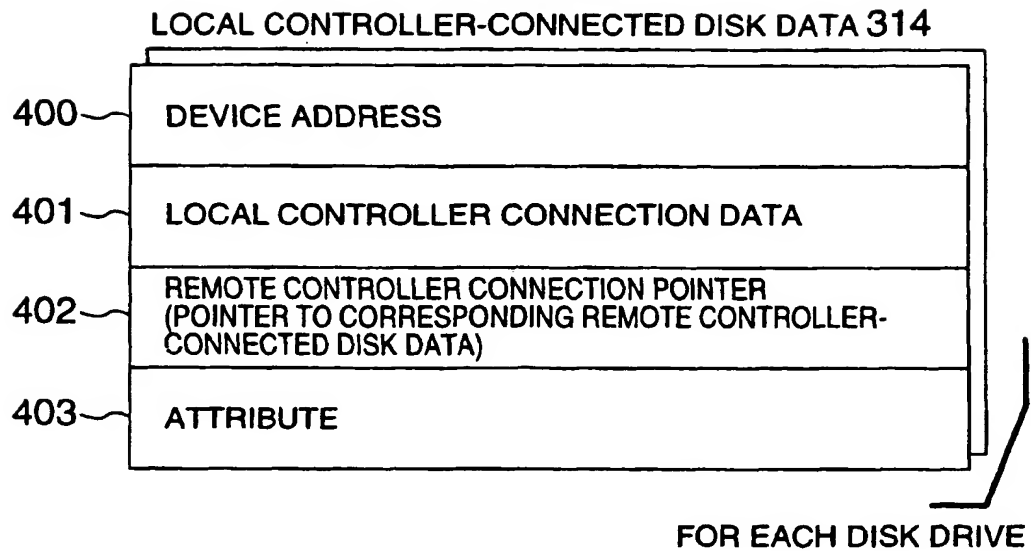 LOCAL CONTROLLER-CONNECTED DISK DATA 314
400 DEVICE ADDRESS
401 LOCAL CONTROLLER CONNECTION DATA
REMOTE CONTROLLER CONNECTION POINTER
402 (POINTER TO CORRESPONDING REMOTE CONTROLLER-
CONNECTED DISK DATA)
403 ATTRIBUTE
FOR EACH DISK DRIVE